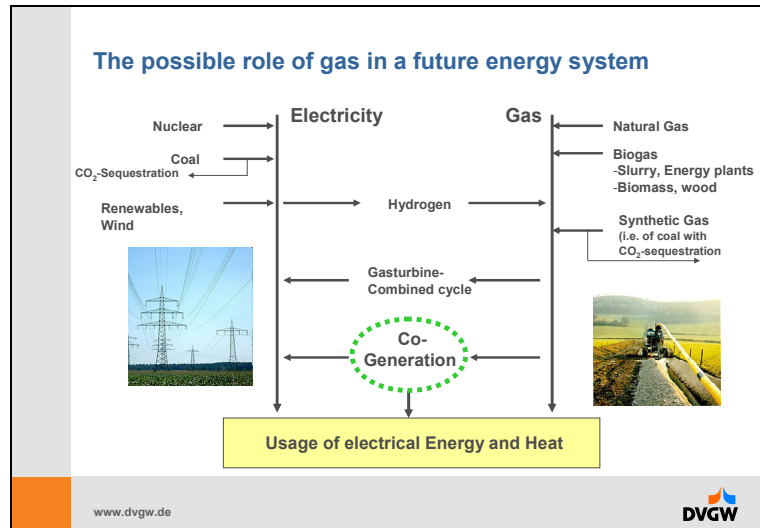 The possible role of gas in a future energy system
Electricity
Gas
Nuclear
Coal
CO₂-Sequestration
Renewables,
Wind
Hydrogen
Gasturbine-
Combined cycle
Co-
Generation
Natural Gas
Biogas
-Slurry, Energy plants
-Biomass, wood
Synthetic Gas
(i.e. of coal with
CO₂-sequestration
Usage of electrical Energy and Heat
www.dvgw.de
DVGW